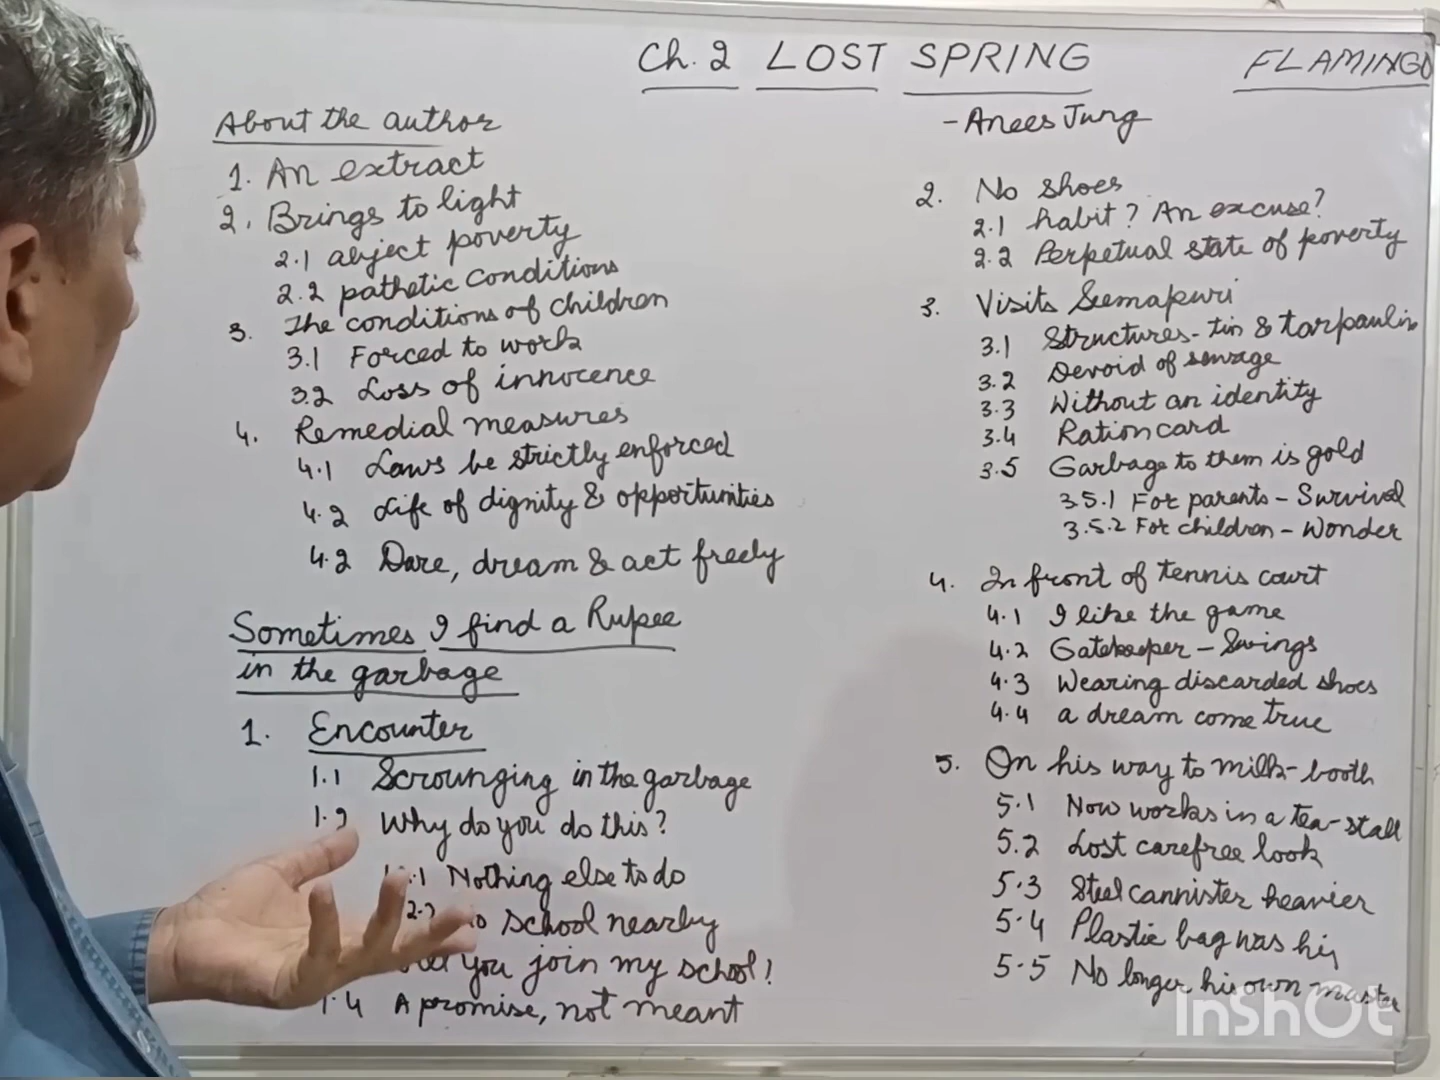 Ch. 2 LOST SPRING
FLAMINGO
- Anees Jung
About the author
1. An extract
2. Brings to light
2.1 abject poverty
2.2 pathetic conditions
3. The conditions of children
3.1 Forced to work
3.2 Loss of innocence
4. Remedial measures
4.1 Laws be strictly enforced
4.2 Life of dignity & opportunities
4.2 Dare, dream & act freely
Sometimes I find a Rupee
in the garbage
1. Encounter
1.1 Scrounging in the garbage
1.2 Why do you do this?
Nothing else to do
school nearby
you join my school?
1.4 A promise, not meant
2. No shoes
2.1 habit? An excuse?
2.2 Perpetual state of poverty
3. Visits Seemapuri
3.1 Structures - tin & tarpaulin
3.2 Devoid of sewage
3.3 Without an identity
3.4 Ration card
3.5 Garbage to them is gold
3.5.1 For parents - Survival
3.5.2 For children - Wonder
4. In front of tennis court
4.1 I like the game
4.2 Gatekeeper - Swings
4.3 Wearing discarded shoes
4.4 a dream come true
5. On his way to milk-booth
5.1 Now works in a tea-stall
5.2 Lost carefree look
5.3 Steel cannister heavier
5.4 Plastic bag was his
5.5 No longer his own master
InShOt